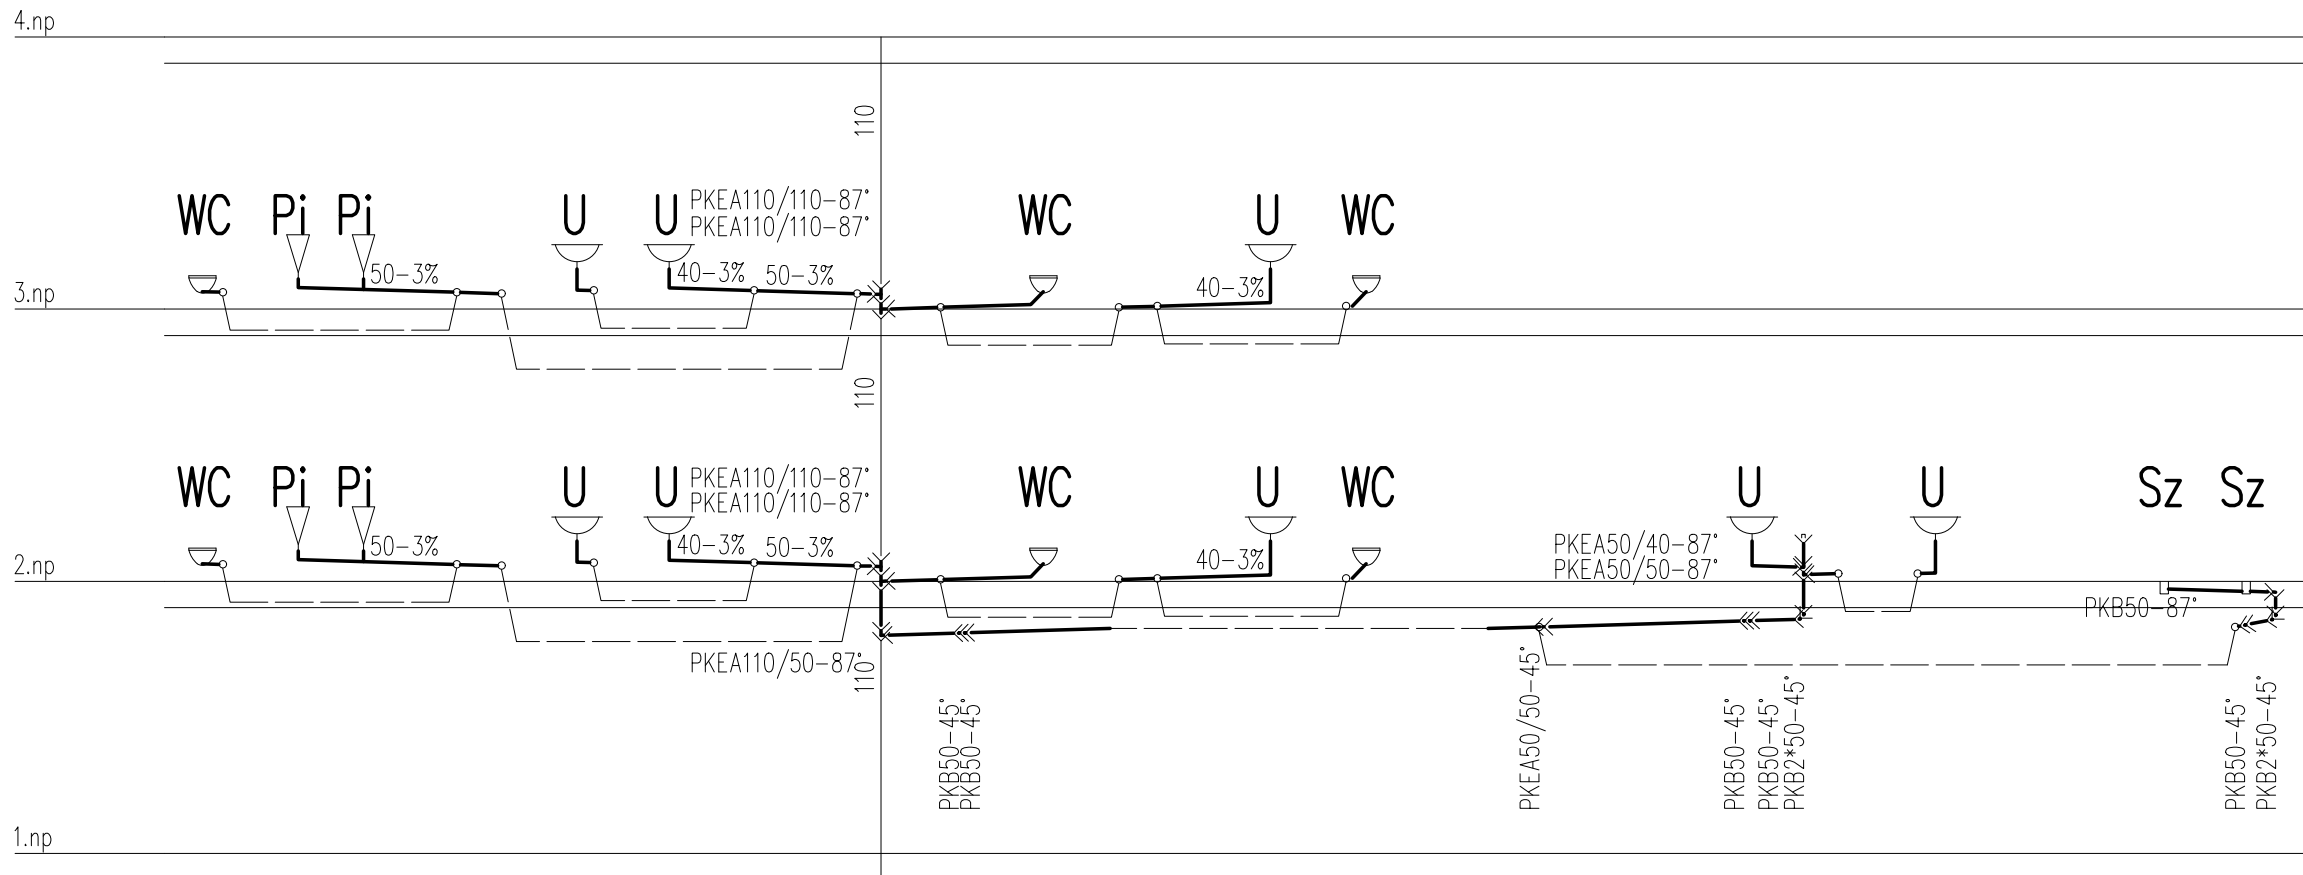 4.np
110
WC Pi Pi U U PKEA110/110-87°
PKEA110/110-87°
WC U WC
50-3% 40-3% 50-3% 40-3%
3.np
110
WC Pi Pi U U PKEA110/110-87°
PKEA110/110-87°
WC U WC U U Sz Sz
50-3% 40-3% 50-3% 40-3%
PKEA50/40-87°
PKEA50/50-87°
2.np
PKB50-87°
PKEA110/50-87°
110
PKB50-45°
PKB50-45°
PKEA50/50-45°
PKB50-45°
PKB50-45°
PKB2*50-45°
PKB50-45°
PKB2*50-45°
1.np